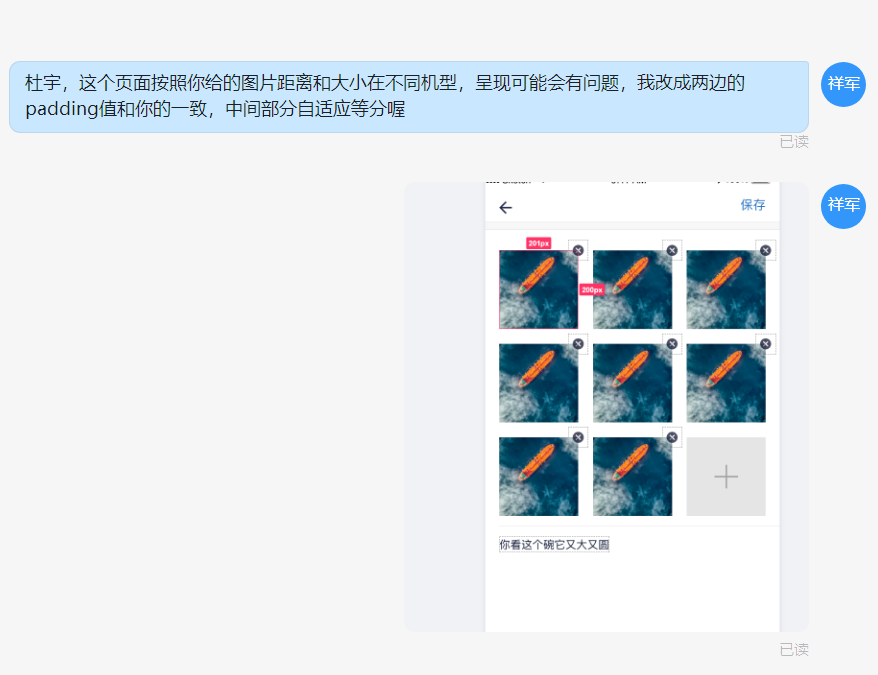 杜宇，这个页面按照你给的图片距离和大小在不同机型，呈现可能会有问题，我改成两边的
padding值和你的一致，中间部分自适应等分喔
祥军
已读
祥军
保存
201px
200px
你看这个碗它又大又圆
已读